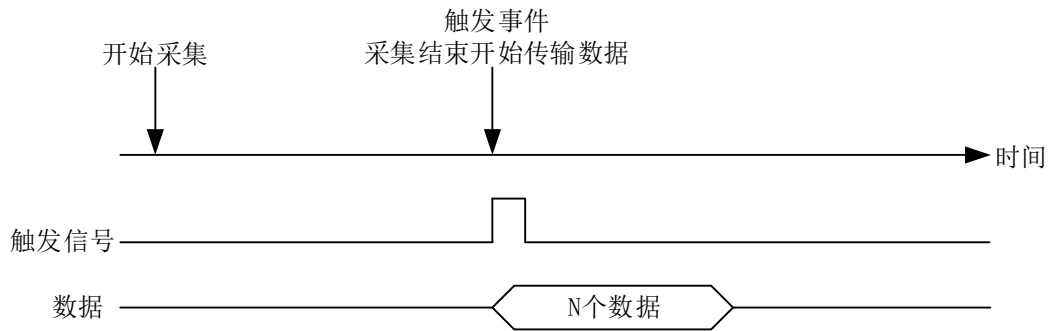 触发事件
开始采集
采集结束开始传输数据
时间
触发信号
数据
N个数据